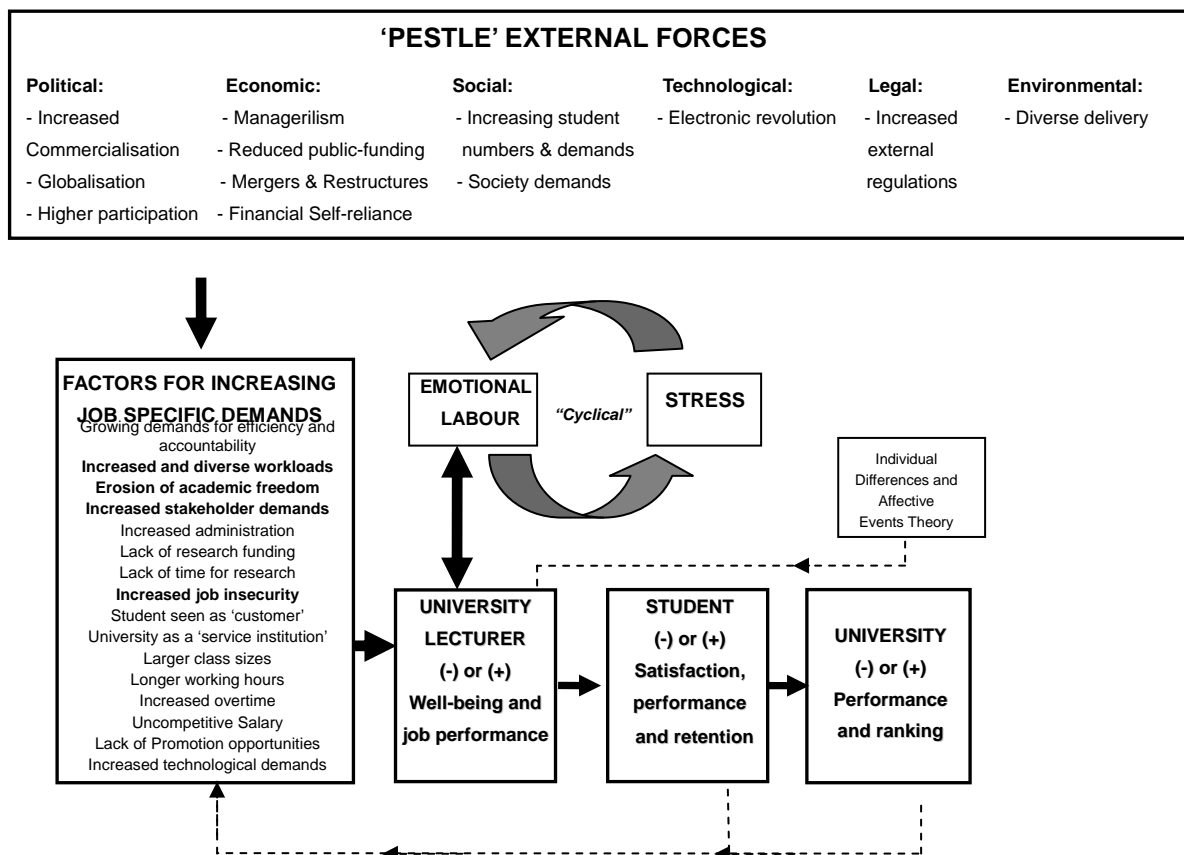 ‘PESTLE’ EXTERNAL FORCES
Political:
- Increased
Commercialisation
- Globalisation
- Higher participation
Economic:
- Managerilism
- Reduced public-funding
- Mergers & Restructures
- Financial Self-reliance
Social:
- Increasing student
numbers & demands
- Society demands
Technological:
- Electronic revolution
Legal:
- Increased
external
regulations
Environmental:
- Diverse delivery
FACTORS FOR INCREASING
JOB SPECIFIC DEMANDS
Growing demands for efficiency and
accountability
Increased and diverse workloads
Erosion of academic freedom
Increased stakeholder demands
Increased administration
Lack of research funding
Lack of time for research
Increased job insecurity
Student seen as ‘customer’
University as a ‘service institution’
Larger class sizes
Longer working hours
Increased overtime
Uncompetitive Salary
Lack of Promotion opportunities
Increased technological demands
EMOTIONAL
LABOUR
“Cyclical”
STRESS
Individual
Differences and
Affective
Events Theory
UNIVERSITY
LECTURER
(-) or (+)
Well-being and
job performance
STUDENT
(-) or (+)
Satisfaction,
performance
and retention
UNIVERSITY
(-) or (+)
Performance
and ranking